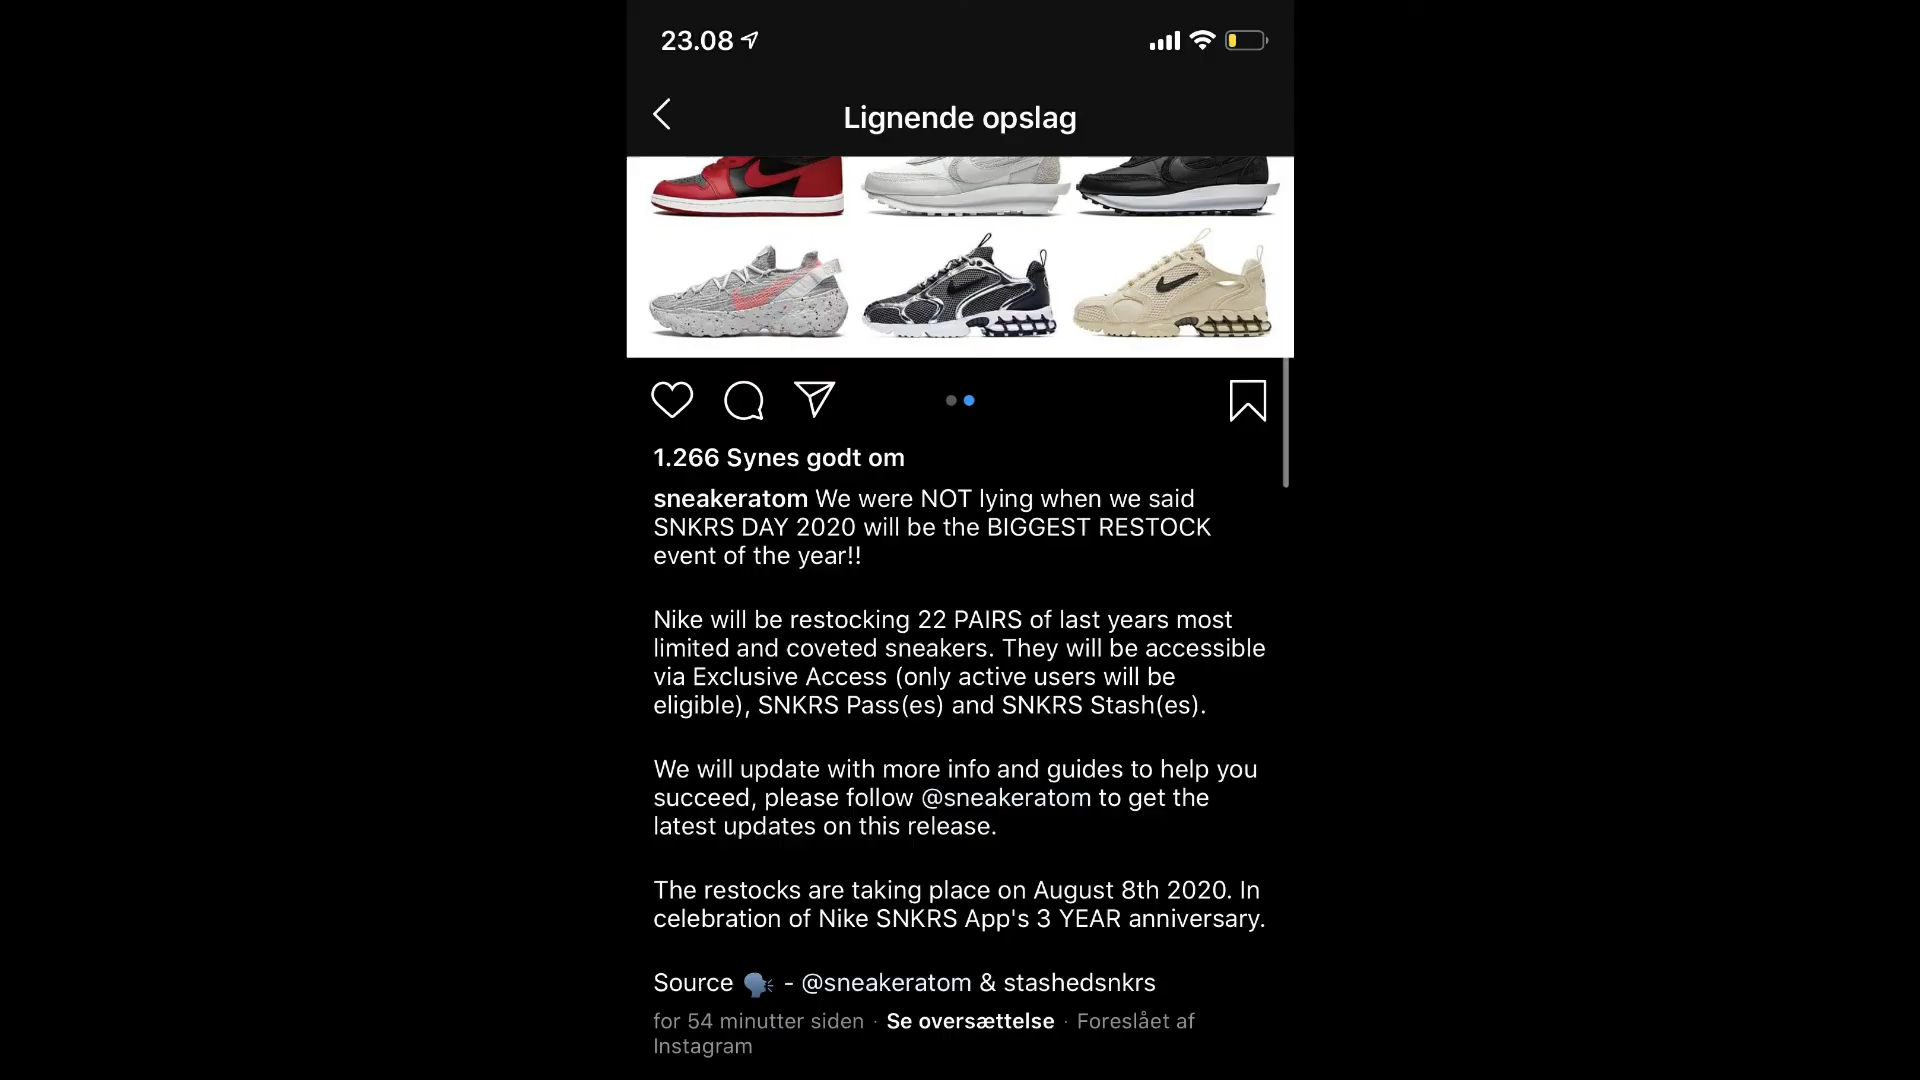 23.08
Lignende opslag
1.266 Synes godt om
sneakeratom We were NOT lying when we said
SNKRS DAY 2020 will be the BIGGEST RESTOCK
event of the year!!
Nike will be restocking 22 PAIRS of last years most
limited and coveted sneakers. They will be accessible
via Exclusive Access (only active users will be
eligible), SNKRS Pass(es) and SNKRS Stash(es).
We will update with more info and guides to help you
succeed, please follow @sneakeratom to get the
latest updates on this release.
The restocks are taking place on August 8th 2020. In
celebration of Nike SNKRS App's 3 YEAR anniversary.
Source 🗣️ - @sneakeratom & stashedsnkrs
for 54 minutter siden · Se oversættelse · Foreslået af
Instagram